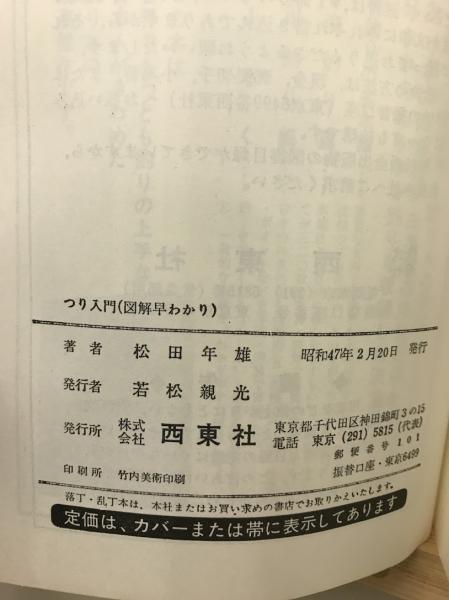 つり入門(図解早わかり)
著者 松田年雄 昭和47年2月20日 発行
発行者 若松親光
発行所 株式会社 西東社 東京都千代田区神田錦町3の15
電話 東京(291)5815(代表)
郵便番号101
印刷所 竹内美術印刷 振替口座・東京6499
落丁・乱丁本は、本社またはお買い求めの書店でお取りかえいたします。
定価は、カバーまたは帯に表示してあります